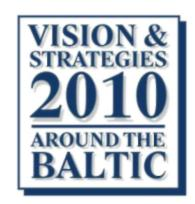 VISION &
STRATEGIES
2010
AROUND THE
BALTIC